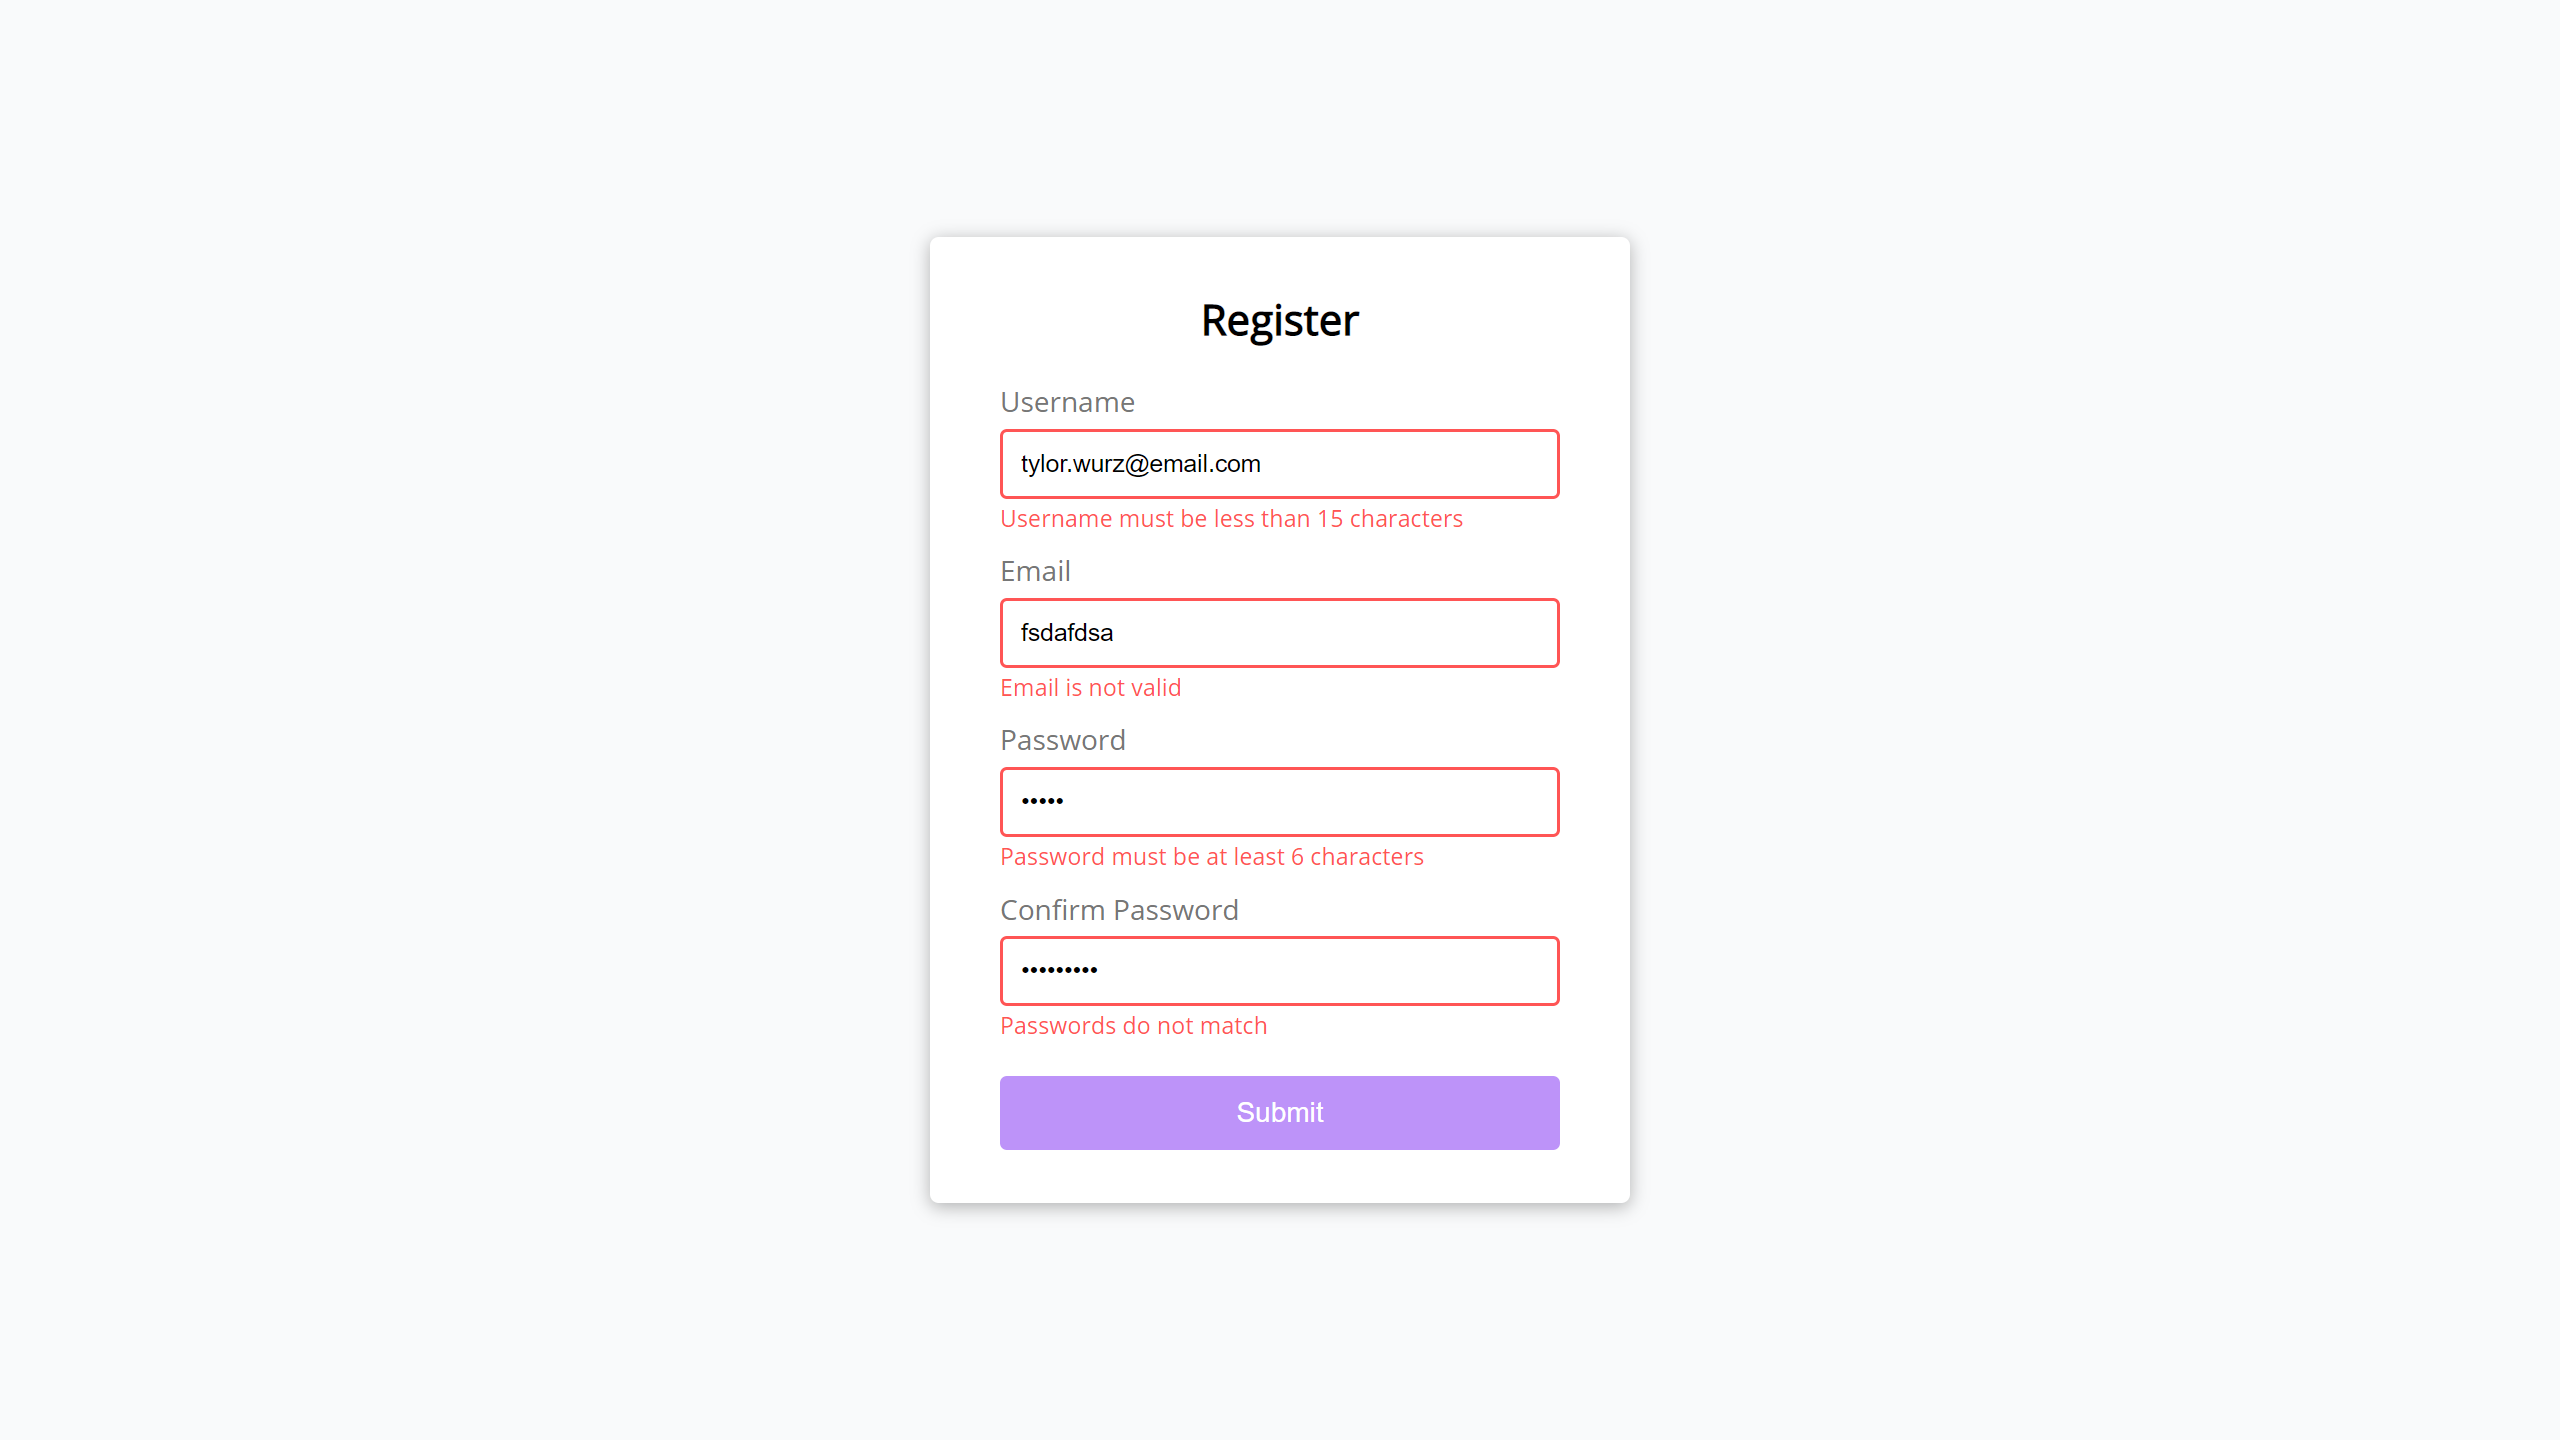 Register
Username
tylor.wurz@email.com
Username must be less than 15 characters
Email
fsdafdsa
Email is not valid
Password
•••••
Password must be at least 6 characters
Confirm Password
•••••••••
Passwords do not match
Submit